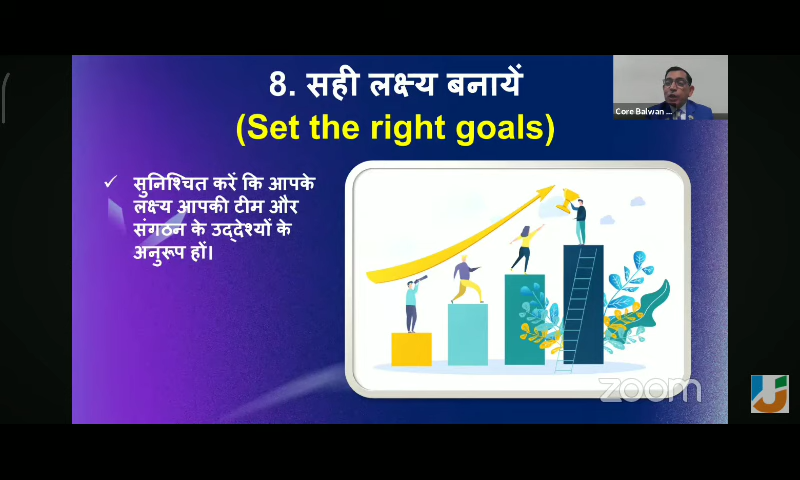 8. सही लक्ष्य बनायें
(Set the right goals)
Core Balwan ...
सुनिश्चित करें कि आपके
लक्ष्य आपकी टीम और
संगठन के उद्देश्यों के
अनुरूप हों।
zoom